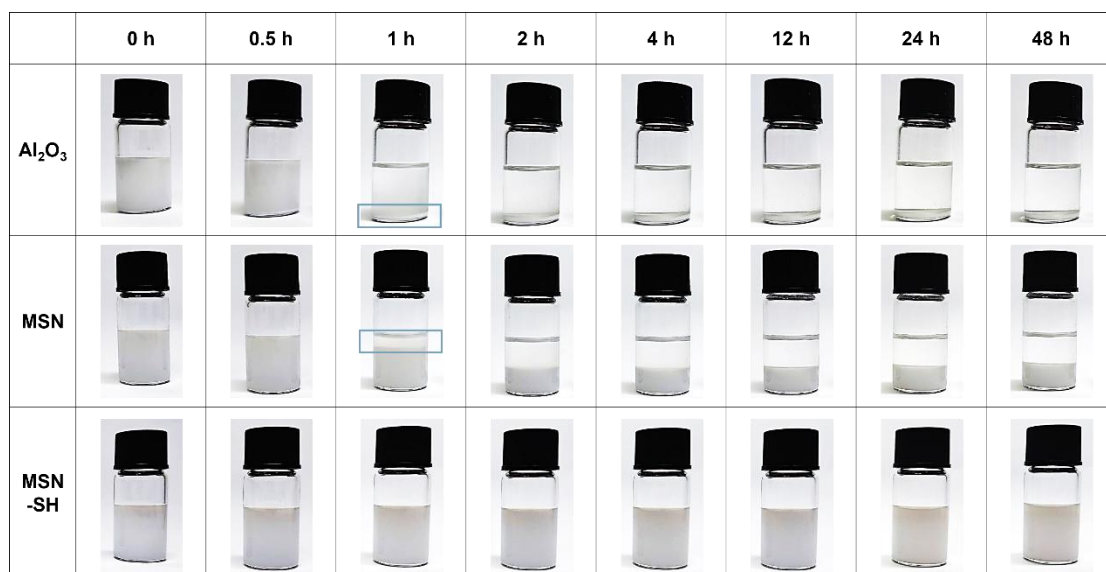 0 h 0.5 h 1 h 2 h 4 h 12 h 24 h 48 h
Al₂O₃
MSN
MSN
-SH